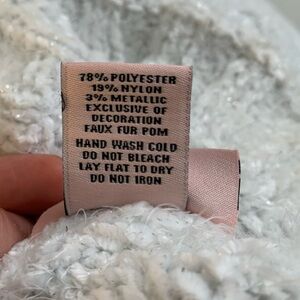 78% POLYESTER
19% NYLON
3% METALLIC
EXCLUSIVE OF
DECORATION
FAUX FUR POM
HAND WASH COLD
DO NOT BLEACH
LAY FLAT TO DRY
DO NOT IRON